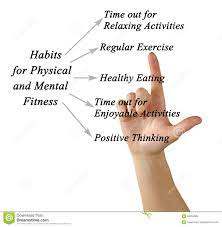 Habits
for Physical
and Mental
Fitness
Time out for
Relaxing Activities
Regular Exercise
Healthy Eating
Time out for
Enjoyable Activities
Positive Thinking